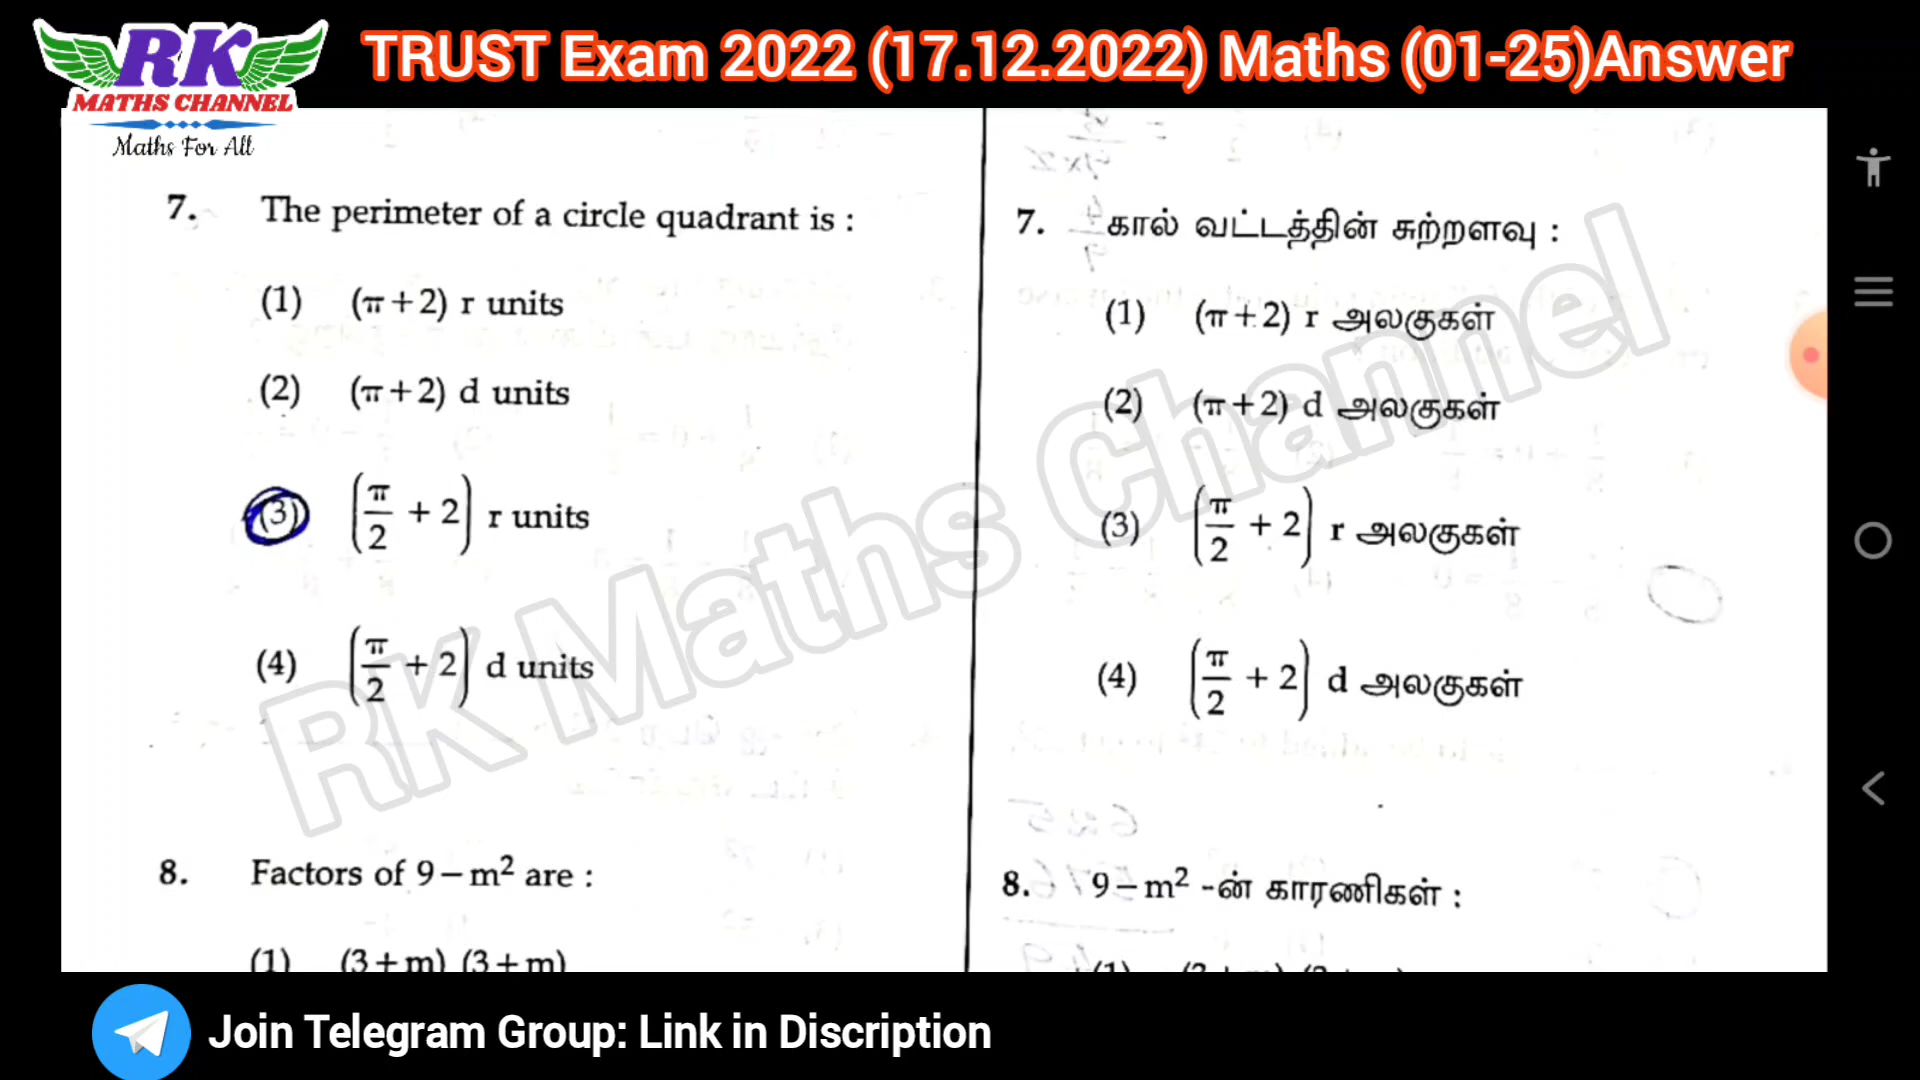 RK
MATHS CHANNEL
Maths For All
TRUST Exam 2022 (17.12.2022) Maths (01-25)Answer
7. The perimeter of a circle quadrant is :
(1) (π+2) r units
(2) (π+2) d units
(3) (π/2 + 2) r units
(4) (π/2 + 2) d units
8. Factors of 9 − m² are :
(1) (3+m) (3+m)
7. கால் வட்டத்தின் சுற்றளவு :
(1) (π+2) r அலகுகள்
(2) (π+2) d அலகுகள்
(3) (π/2 + 2) r அலகுகள்
(4) (π/2 + 2) d அலகுகள்
8. 9 − m² -ன் காரணிகள் :
RK Maths Channel
Join Telegram Group: Link in Discription